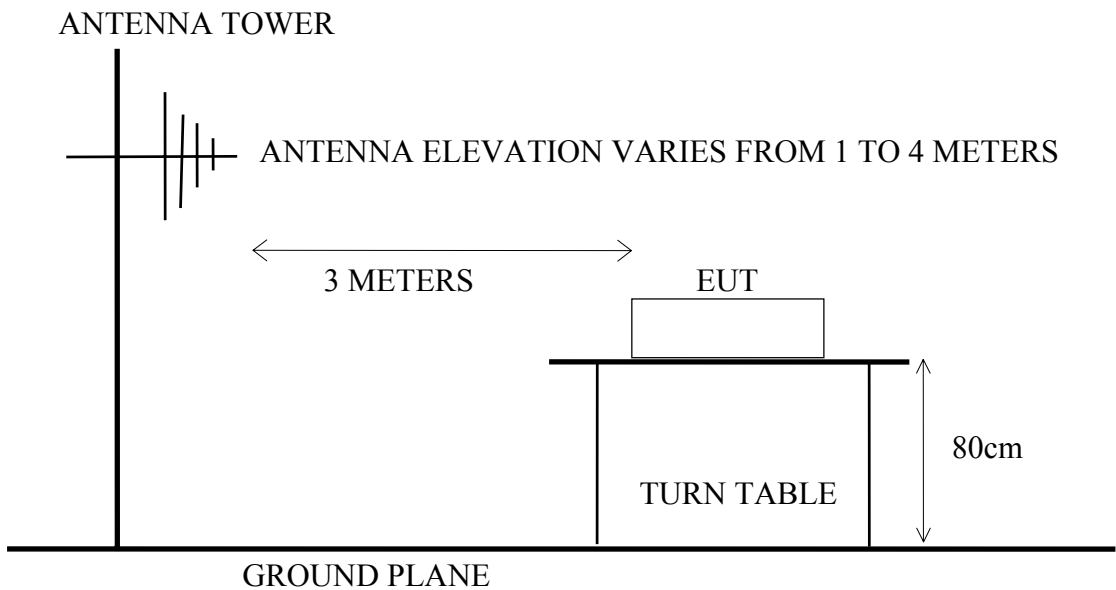 ANTENNA TOWER
ANTENNA ELEVATION VARIES FROM 1 TO 4 METERS
3 METERS
EUT
80cm
TURN TABLE
GROUND PLANE